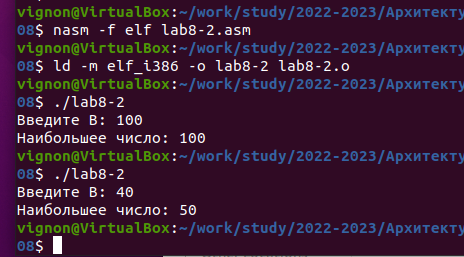 vignon@VirtualBox:~/work/study/2022-2023/Архитекту
08$ nasm -f elf lab8-2.asm
vignon@VirtualBox:~/work/study/2022-2023/Архитекту
08$ ld -m elf_i386 -o lab8-2 lab8-2.o
vignon@VirtualBox:~/work/study/2022-2023/Архитекту
08$ ./lab8-2
Введите В: 100
Наибольшее число: 100
vignon@VirtualBox:~/work/study/2022-2023/Архитекту
08$ ./lab8-2
Введите В: 40
Наибольшее число: 50
vignon@VirtualBox:~/work/study/2022-2023/Архитекту
08$